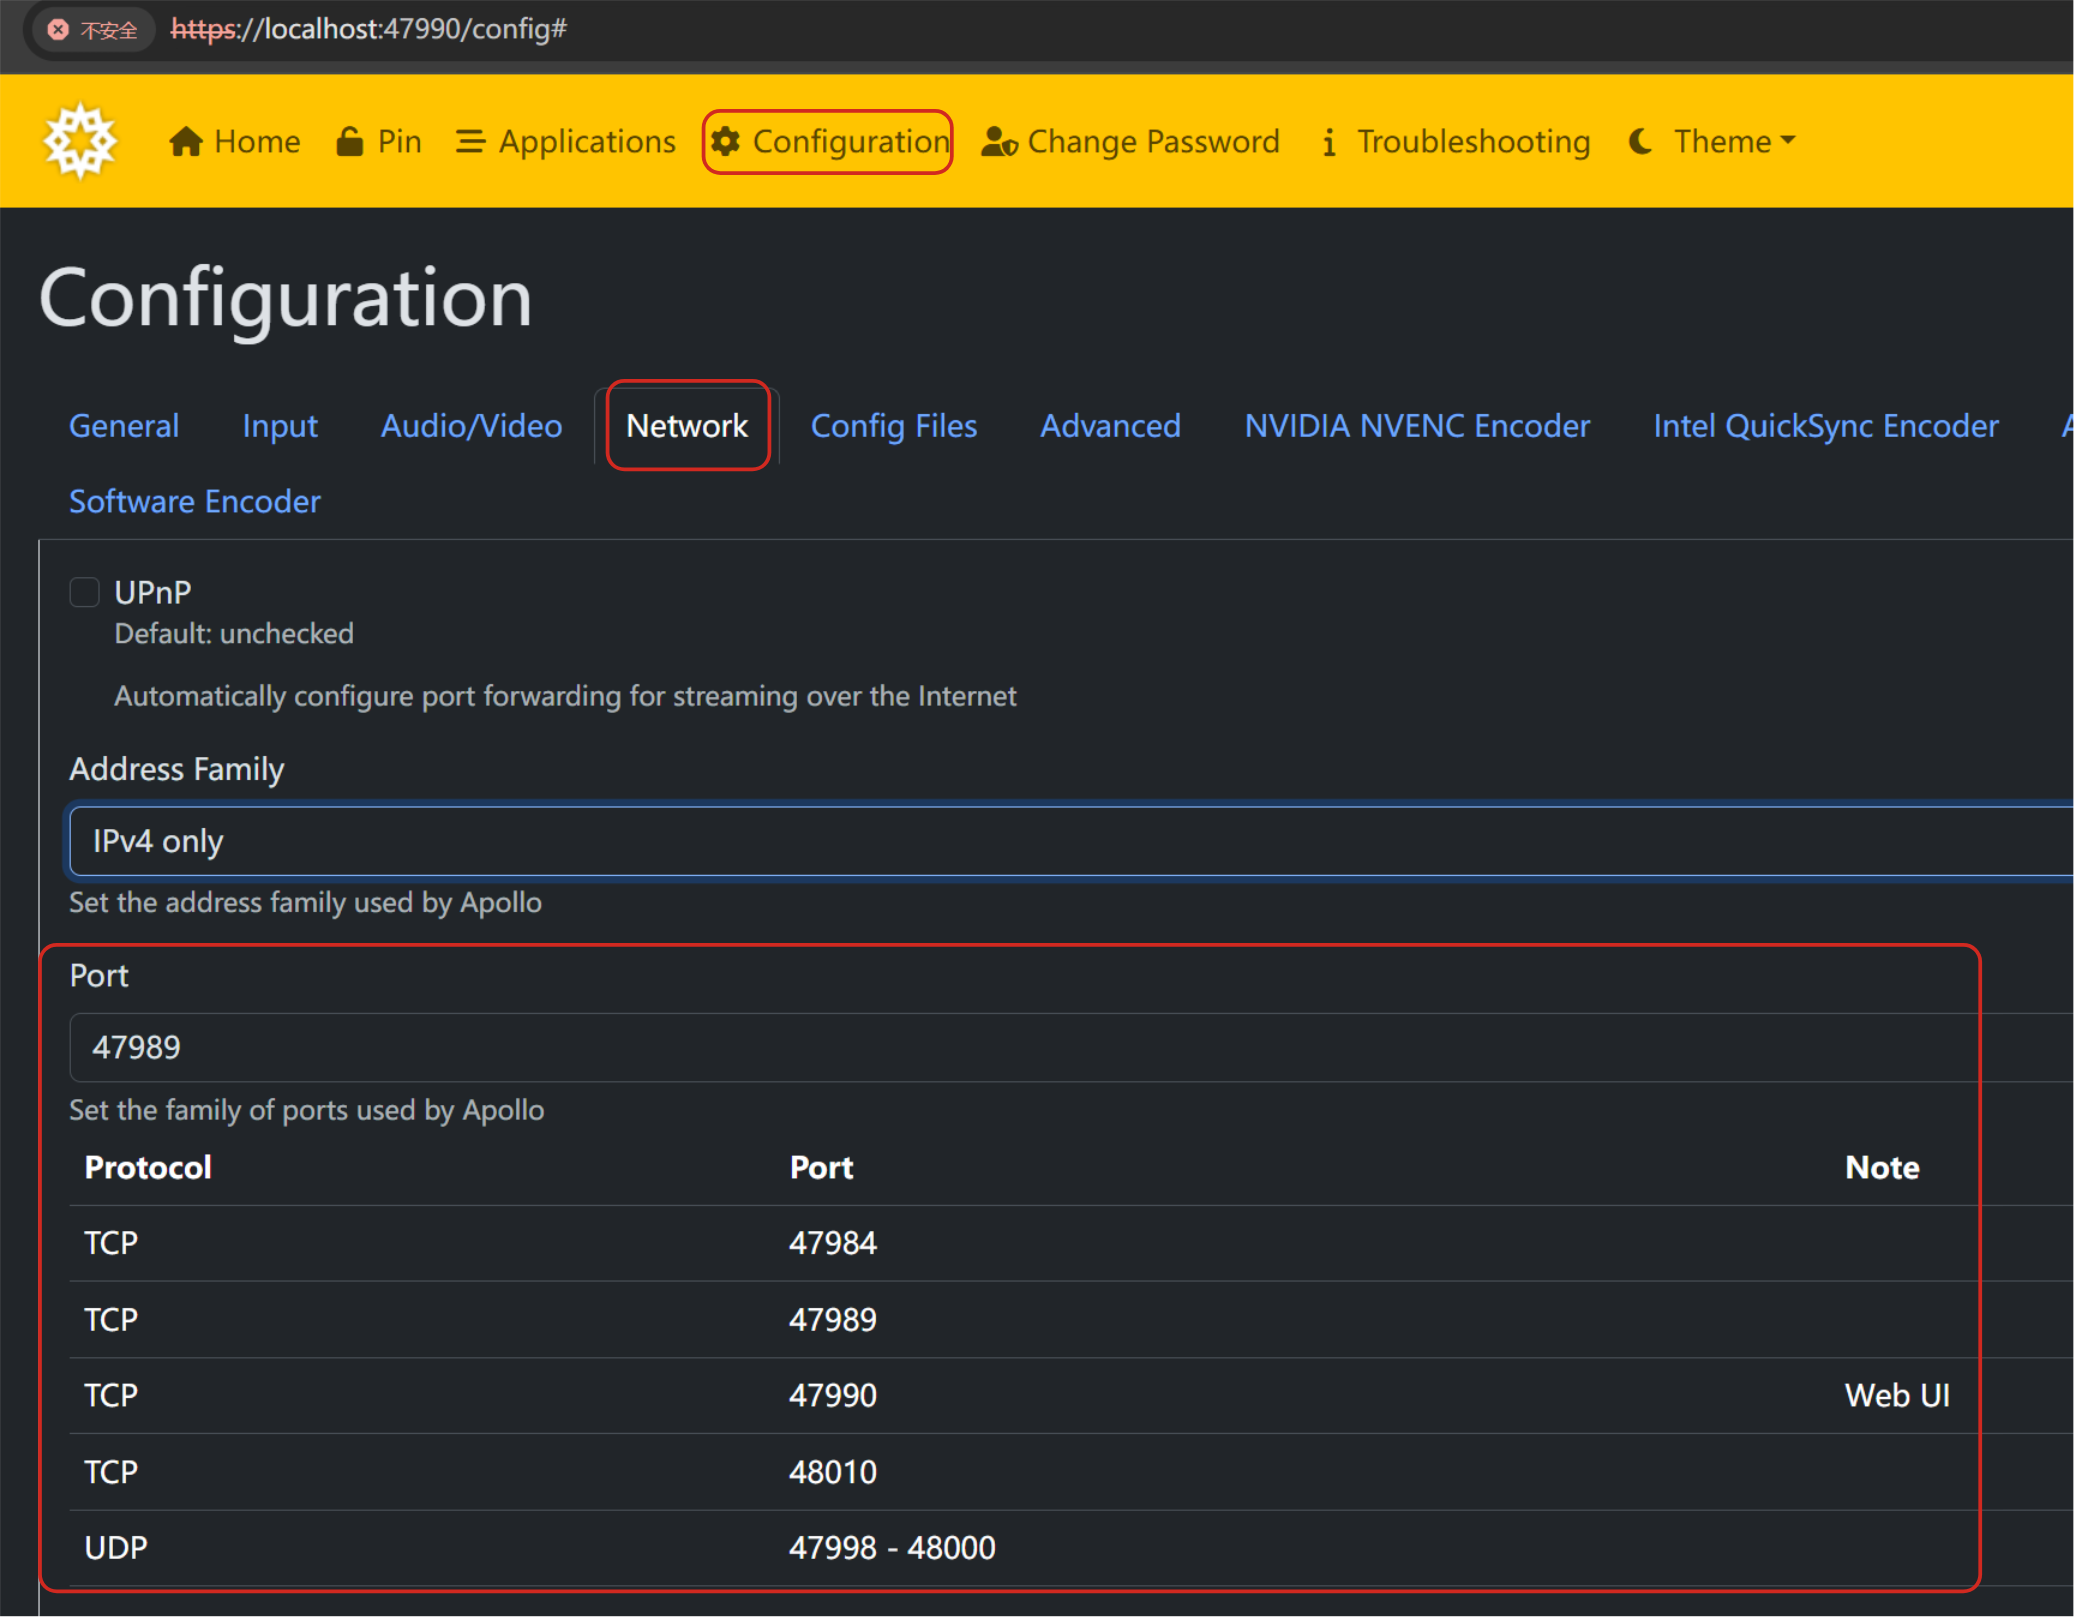 不安全 https://localhost:47990/config#
Home Pin Applications Configuration Change Password Troubleshooting Theme
Configuration
General Input Audio/Video Network Config Files Advanced NVIDIA NVENC Encoder Intel QuickSync Encoder
Software Encoder
UPnP
Default: unchecked
Automatically configure port forwarding for streaming over the Internet
Address Family
IPv4 only
Set the address family used by Apollo
Port
47989
Set the family of ports used by Apollo
Protocol Port Note
TCP 47984
TCP 47989
TCP 47990 Web UI
TCP 48010
UDP 47998 - 48000